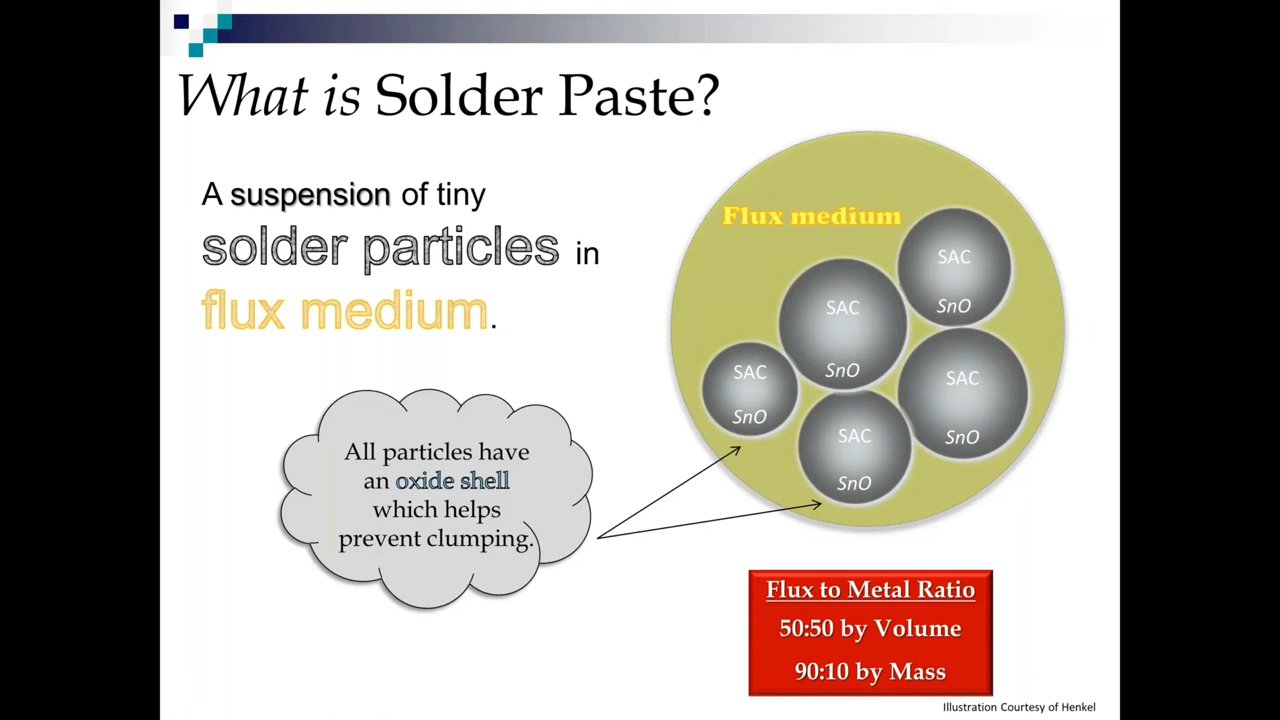 What is Solder Paste?
A suspension of tiny
solder particles in
flux medium.
Flux medium
SAC
SnO
SAC
SnO
SAC
SnO
SAC
SnO
SAC
SnO
All particles have
an oxide shell
which helps
prevent clumping.
Flux to Metal Ratio
50:50 by Volume
90:10 by Mass
Illustration Courtesy of Henkel